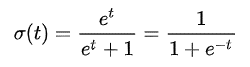 σ(t) = e^t / (e^t + 1) = 1 / (1 + e^−t)